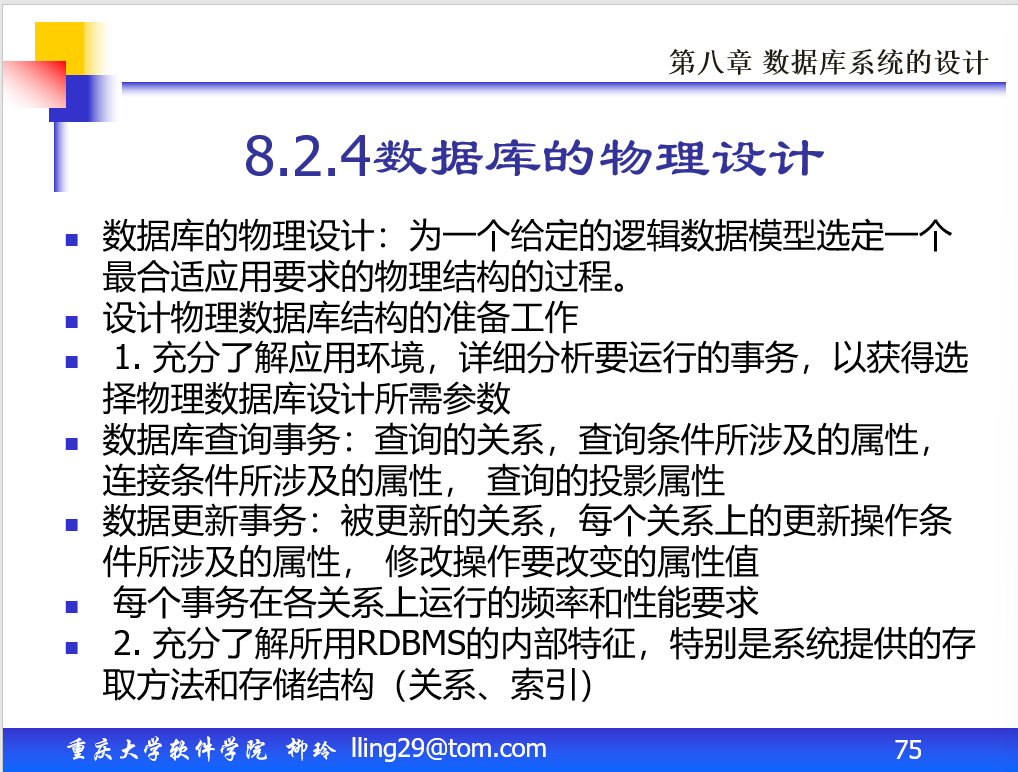 第八章 数据库系统的设计
8.2.4数据库的物理设计
数据库的物理设计：为一个给定的逻辑数据模型选定一个
最合适应用要求的物理结构的过程。
设计物理数据库结构的准备工作
1. 充分了解应用环境，详细分析要运行的事务，以获得选
择物理数据库设计所需参数
数据库查询事务：查询的关系，查询条件所涉及的属性，
连接条件所涉及的属性， 查询的投影属性
数据更新事务：被更新的关系，每个关系上的更新操作条
件所涉及的属性， 修改操作要改变的属性值
每个事务在各关系上运行的频率和性能要求
2. 充分了解所用RDBMS的内部特征，特别是系统提供的存
取方法和存储结构（关系、索引）
重庆大学软件学院 柳玲 lling29@tom.com
75